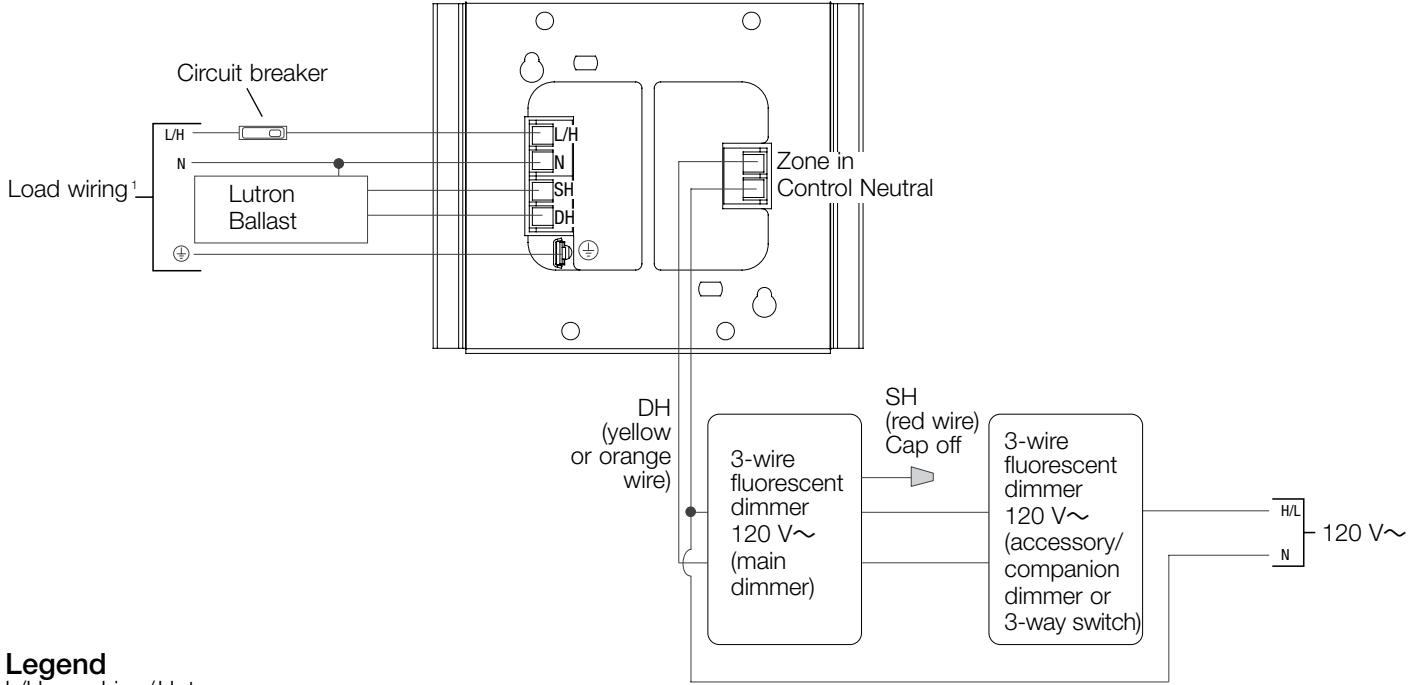 Circuit breaker
L/H
N
Load wiring¹
Lutron
Ballast
L/H
N
SH
DH
Zone in
Control Neutral
DH
(yellow
or orange
wire)
3-wire
fluorescent
dimmer
120 V~
(main
dimmer)
SH
(red wire)
Cap off
3-wire
fluorescent
dimmer
120 V~
(accessory/
companion
dimmer or
3-way switch)
H/L
N
120 V~
Legend